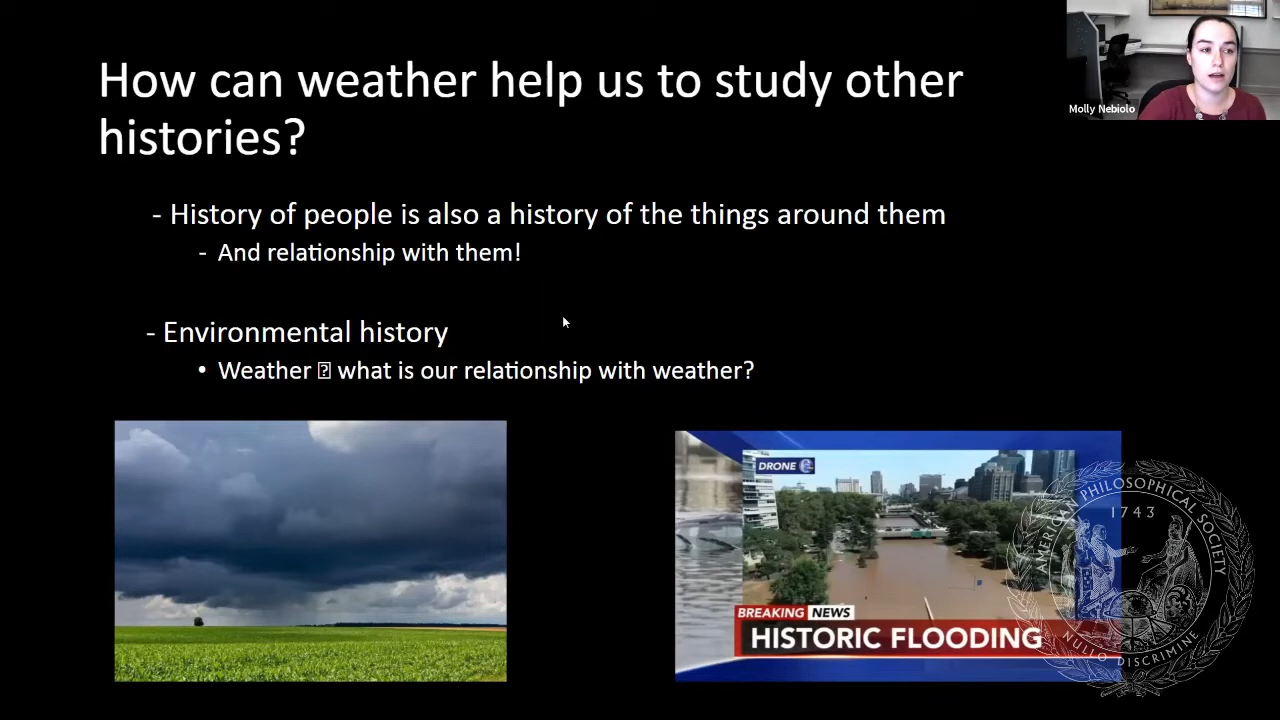 How can weather help us to study other
histories?
Molly Nebiolo
- History of people is also a history of the things around them
- And relationship with them!
- Environmental history
• Weather ⍰ what is our relationship with weather?
DRONE 6
BREAKING NEWS
HISTORIC FLOODING
AMERICAN PHILOSOPHICAL SOCIETY
1743
NULLO DISCRIMINE